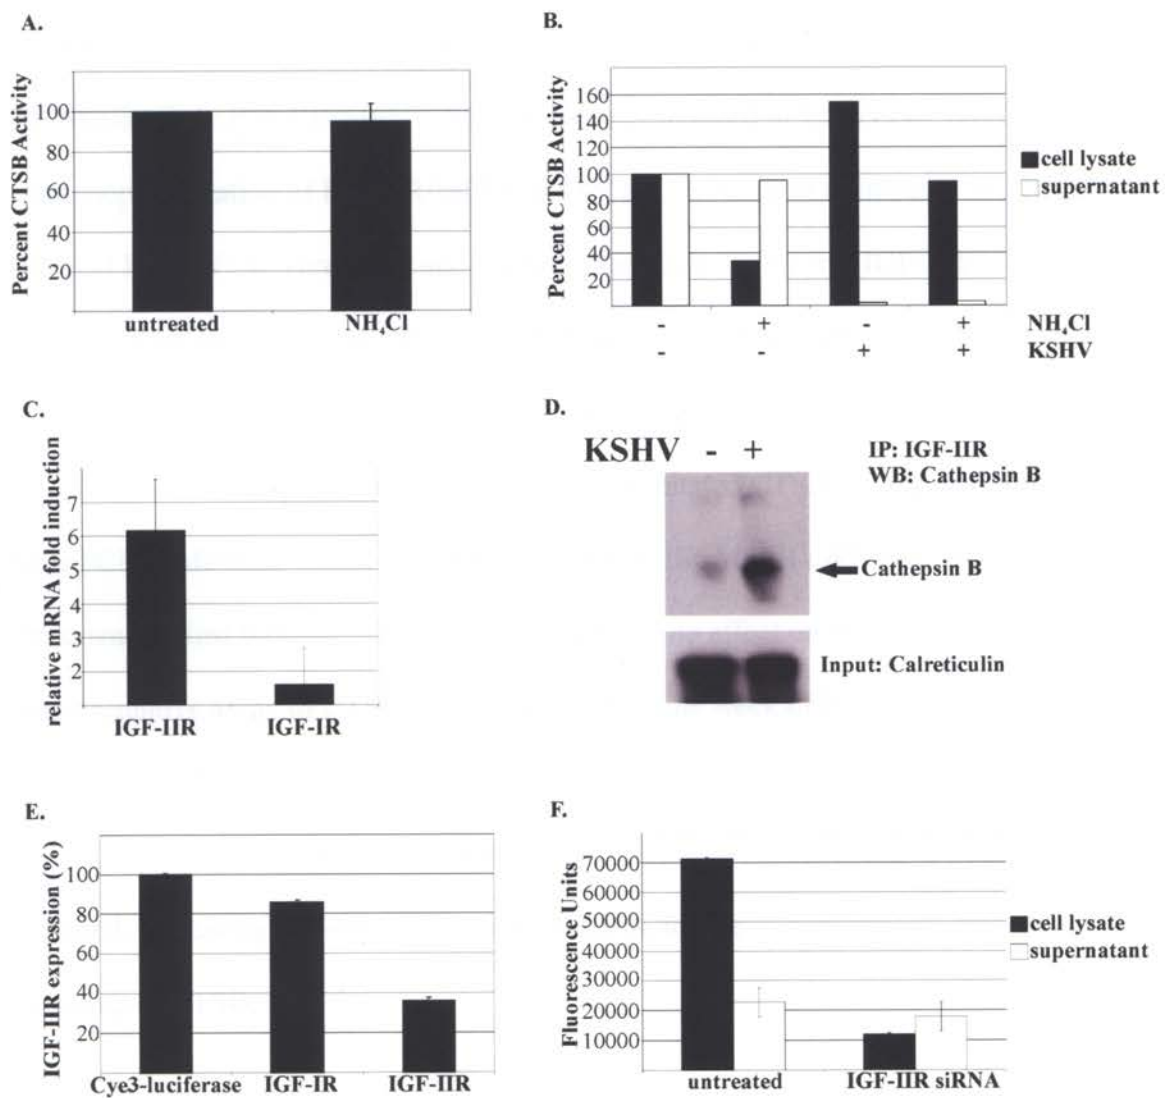 A.
Percent CTSB Activity
100
80
60
40
20
untreated
NH₄Cl
B.
Percent CTSB Activity
160
140
120
100
80
60
40
20
cell lysate
supernatant
- + - + NH₄Cl
- - + + KSHV
C.
relative mRNA fold induction
7
6
5
4
3
2
IGF-IIR
IGF-IR
D.
KSHV - +
IP: IGF-IIR
WB: Cathepsin B
Cathepsin B
Input: Calreticulin
E.
IGF-IIR expression (%)
100
80
60
40
20
Cye3-luciferase
IGF-IR
IGF-IIR
F.
Fluorescence Units
70000
60000
50000
40000
30000
20000
10000
cell lysate
supernatant
untreated
IGF-IIR siRNA